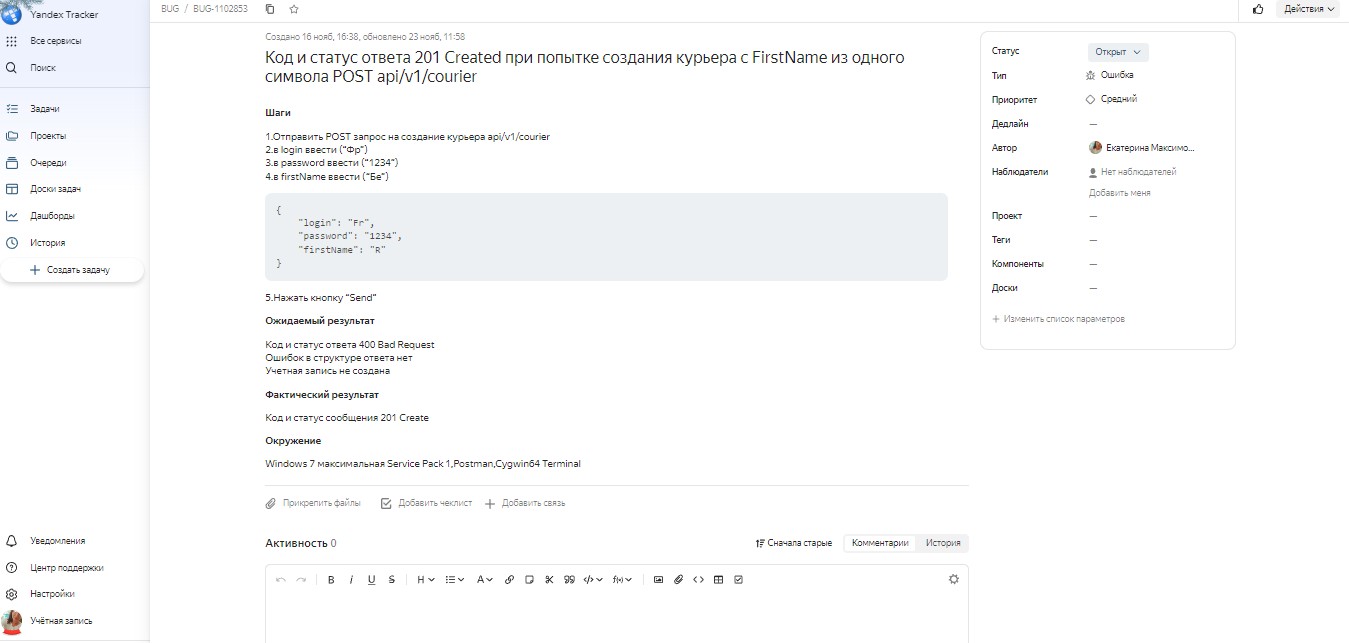 Yandex Tracker
Все сервисы
Поиск
Задачи
Проекты
Очереди
Доски задач
Дашборды
История
Создать задачу
Уведомления
Центр поддержки
Настройки
Учётная запись
BUG / BUG-1102853
Действия
Создано 16 нояб, 16:38, обновлено 23 нояб, 11:58
Код и статус ответа 201 Created при попытке создания курьера с FirstName из одного
символа POST api/v1/courier
Шаги
1.Отправить POST запрос на создание курьера api/v1/courier
2.в login ввести ("Фр")
3.в password ввести ("1234")
4.в firstName ввести ("Бе")
{
"login": "Fr",
"password": "1234",
"firstName": "R"
}
5.Нажать кнопку "Send"
Ожидаемый результат
Код и статус ответа 400 Bad Request
Ошибок в структуре ответа нет
Учетная запись не создана
Фактический результат
Код и статус сообщения 201 Create
Окружение
Windows 7 максимальная Service Pack 1,Postman,Cygwin64 Terminal
Прикрепить файлы Добавить чеклист Добавить связь
Активность 0
Сначала старые Комментарии История
B I U S H A f(x)
Статус Открыт
Тип Ошибка
Приоритет Средний
Дедлайн —
Автор Екатерина Максимо...
Наблюдатели Нет наблюдателей
Добавить меня
Проект —
Теги —
Компоненты —
Доски —
+ Изменить список параметров